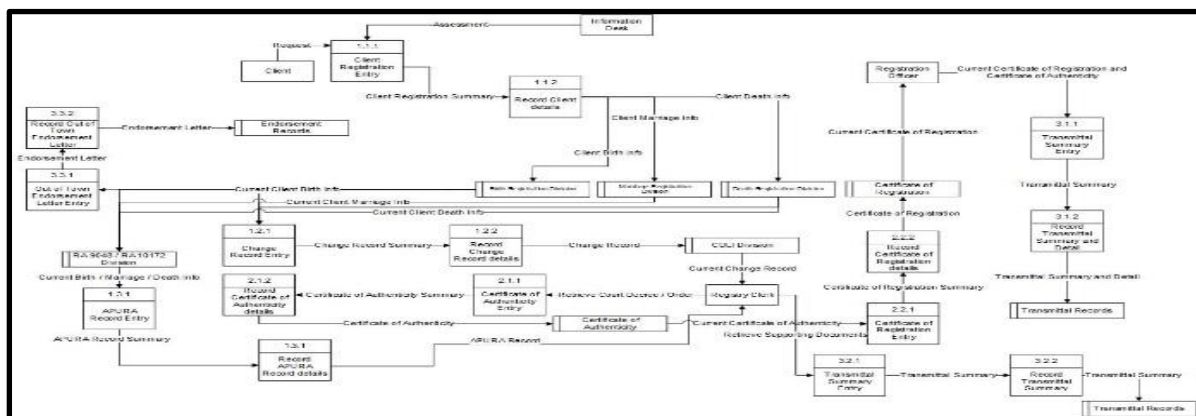 Assessment
Information
Desk
Request
1.1.1
Client
Registration
Entry
Client
Client Registration Summary
1.1.2
Record Client
details
Client Death Info
Client Marriage Info
Client Birth Info
Registration
Officer
Current Certificate of Registration and
Certificate of Authenticity
3.3.2
Record Out of
Town
Endorsement
Letter
Endorsement Letter
Endorsement
Records
Endorsement Letter
3.3.1
Out of Town
Endorsement
Letter Entry
Current Certificate of Registration
3.1.1
Transmittal
Summary
Entry
Transmittal Summary
3.1.2
Record
Transmittal
Summary
and Detail
Transmittal Summary and Detail
Transmittal Records
Birth Registration Division
Marriage Registration
Division
Death Registration Division
Certificate of
Registration
Certificate of Registration
2.2.2
Record
Certificate of
Registration
details
Certificate of Registration Summary
2.2.1
Certificate of
Registration
Entry
Current Client Birth Info
Current Client Marriage Info
Current Client Death Info
1.2.1
Change
Record Entry
Change Record Summary
1.2.2
Record
Change
Record details
Change Record
Division
Current Change Record
RA 9048 / RA 10172
Division
Current Birth / Marriage / Death Info
1.3.1
APURA
Record Entry
APURA Record Summary
2.1.2
Record
Certificate of
Authenticity
details
Certificate of Authenticity Summary
2.1.1
Certificate of
Authenticity
Entry
Retrieve Court Decree / Order
Registry Clerk
Certificate of Authenticity
Certificate of
Authenticity
Current Certificate of Authenticity
Retrieve Supporting Documents
1.3.1
Record
APURA
Record details
APURA Record
3.2.1
Transmittal
Summary
Entry
Transmittal Summary
3.2.2
Record
Transmittal
Summary
Transmittal Summary
Transmittal Records